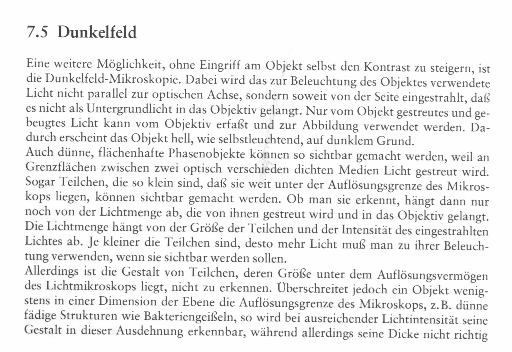 7.5 Dunkelfeld
Eine weitere Möglichkeit, ohne Eingriff am Objekt selbst den Kontrast zu steigern, ist
die Dunkelfeld-Mikroskopie. Dabei wird das zur Beleuchtung des Objektes verwendete
Licht nicht parallel zur optischen Achse, sondern soweit von der Seite eingestrahlt, daß
es nicht als Untergrundlicht in das Objektiv gelangt. Nur vom Objekt gestreutes und ge-
beugtes Licht kann vom Objektiv erfaßt und zur Abbildung verwendet werden. Da-
durch erscheint das Objekt hell, wie selbstleuchtend, auf dunklem Grund.
Auch dünne, flächenhafte Phasenobjekte können so sichtbar gemacht werden, weil an
Grenzflächen zwischen zwei optisch verschieden dichten Medien Licht gestreut wird.
Sogar Teilchen, die so klein sind, daß sie weit unter der Auflösungsgrenze des Mikros-
kops liegen, können sichtbar gemacht werden. Ob man sie erkennt, hängt dann nur
noch von der Lichtmenge ab, die von ihnen gestreut wird und in das Objektiv gelangt.
Die Lichtmenge hängt von der Größe der Teilchen und der Intensität des eingestrahlten
Lichtes ab. Je kleiner die Teilchen sind, desto mehr Licht muß man zu ihrer Beleuch-
tung verwenden, wenn sie sichtbar werden sollen.
Allerdings ist die Gestalt von Teilchen, deren Größe unter dem Auflösungsvermögen
des Lichtmikroskops liegt, nicht zu erkennen. Überschreitet jedoch ein Objekt wenig-
stens in einer Dimension der Ebene die Auflösungsgrenze des Mikroskops, z.B. dünne
fädige Strukturen wie Bakteriengeißeln, so wird bei ausreichender Lichtintensität seine
Gestalt in dieser Ausdehnung erkennbar, während allerdings seine Dicke nicht richtig